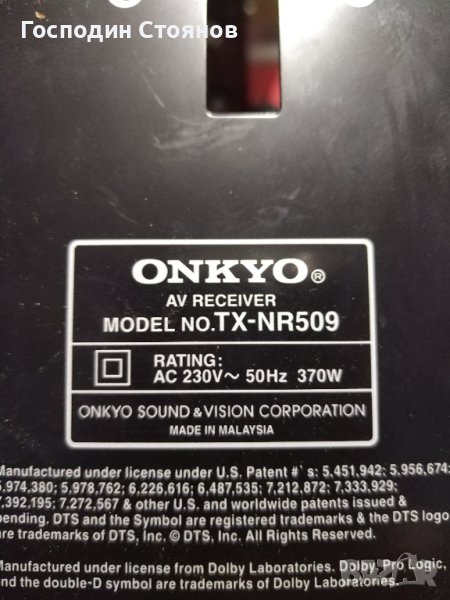 Господин Стоянов
ONKYO®
AV RECEIVER
MODEL NO.TX-NR509
RATING:
AC 230V~ 50Hz 370W
ONKYO SOUND & VISION CORPORATION
MADE IN MALAYSIA
Manufactured under license under U.S. Patent #`s: 5,451,942; 5,956,674;
5,974,380; 5,978,762; 6,226,616; 6,487,535; 7,212,872; 7,333,929;
7,392,195; 7,272,567 & other U.S. and worldwide patents issued &
pending. DTS and the Symbol are registered trademarks & the DTS logo
are trademarks of DTS, Inc. © DTS, Inc. All Rights Reserved.
Manufactured under license from Dolby Laboratories. Dolby, Pro Logic,
and the double-D symbol are trademarks of Dolby Laboratories.